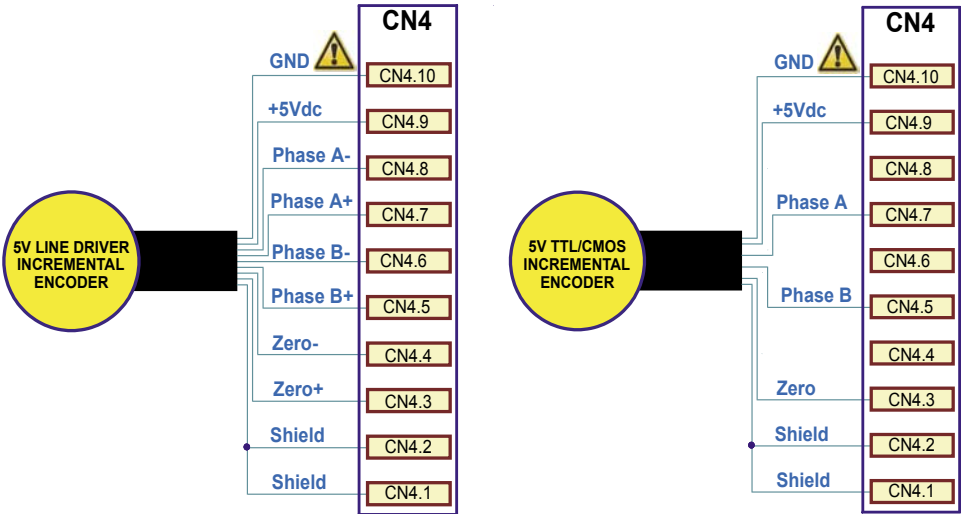 CN4
GND
CN4.10
+5Vdc
CN4.9
Phase A-
CN4.8
Phase A+
CN4.7
Phase B-
CN4.6
Phase B+
CN4.5
Zero-
CN4.4
Zero+
CN4.3
Shield
CN4.2
Shield
CN4.1
5V LINE DRIVER
INCREMENTAL
ENCODER
CN4
GND
CN4.10
+5Vdc
CN4.9
CN4.8
Phase A
CN4.7
CN4.6
Phase B
CN4.5
CN4.4
Zero
CN4.3
Shield
CN4.2
Shield
CN4.1
5V TTL/CMOS
INCREMENTAL
ENCODER